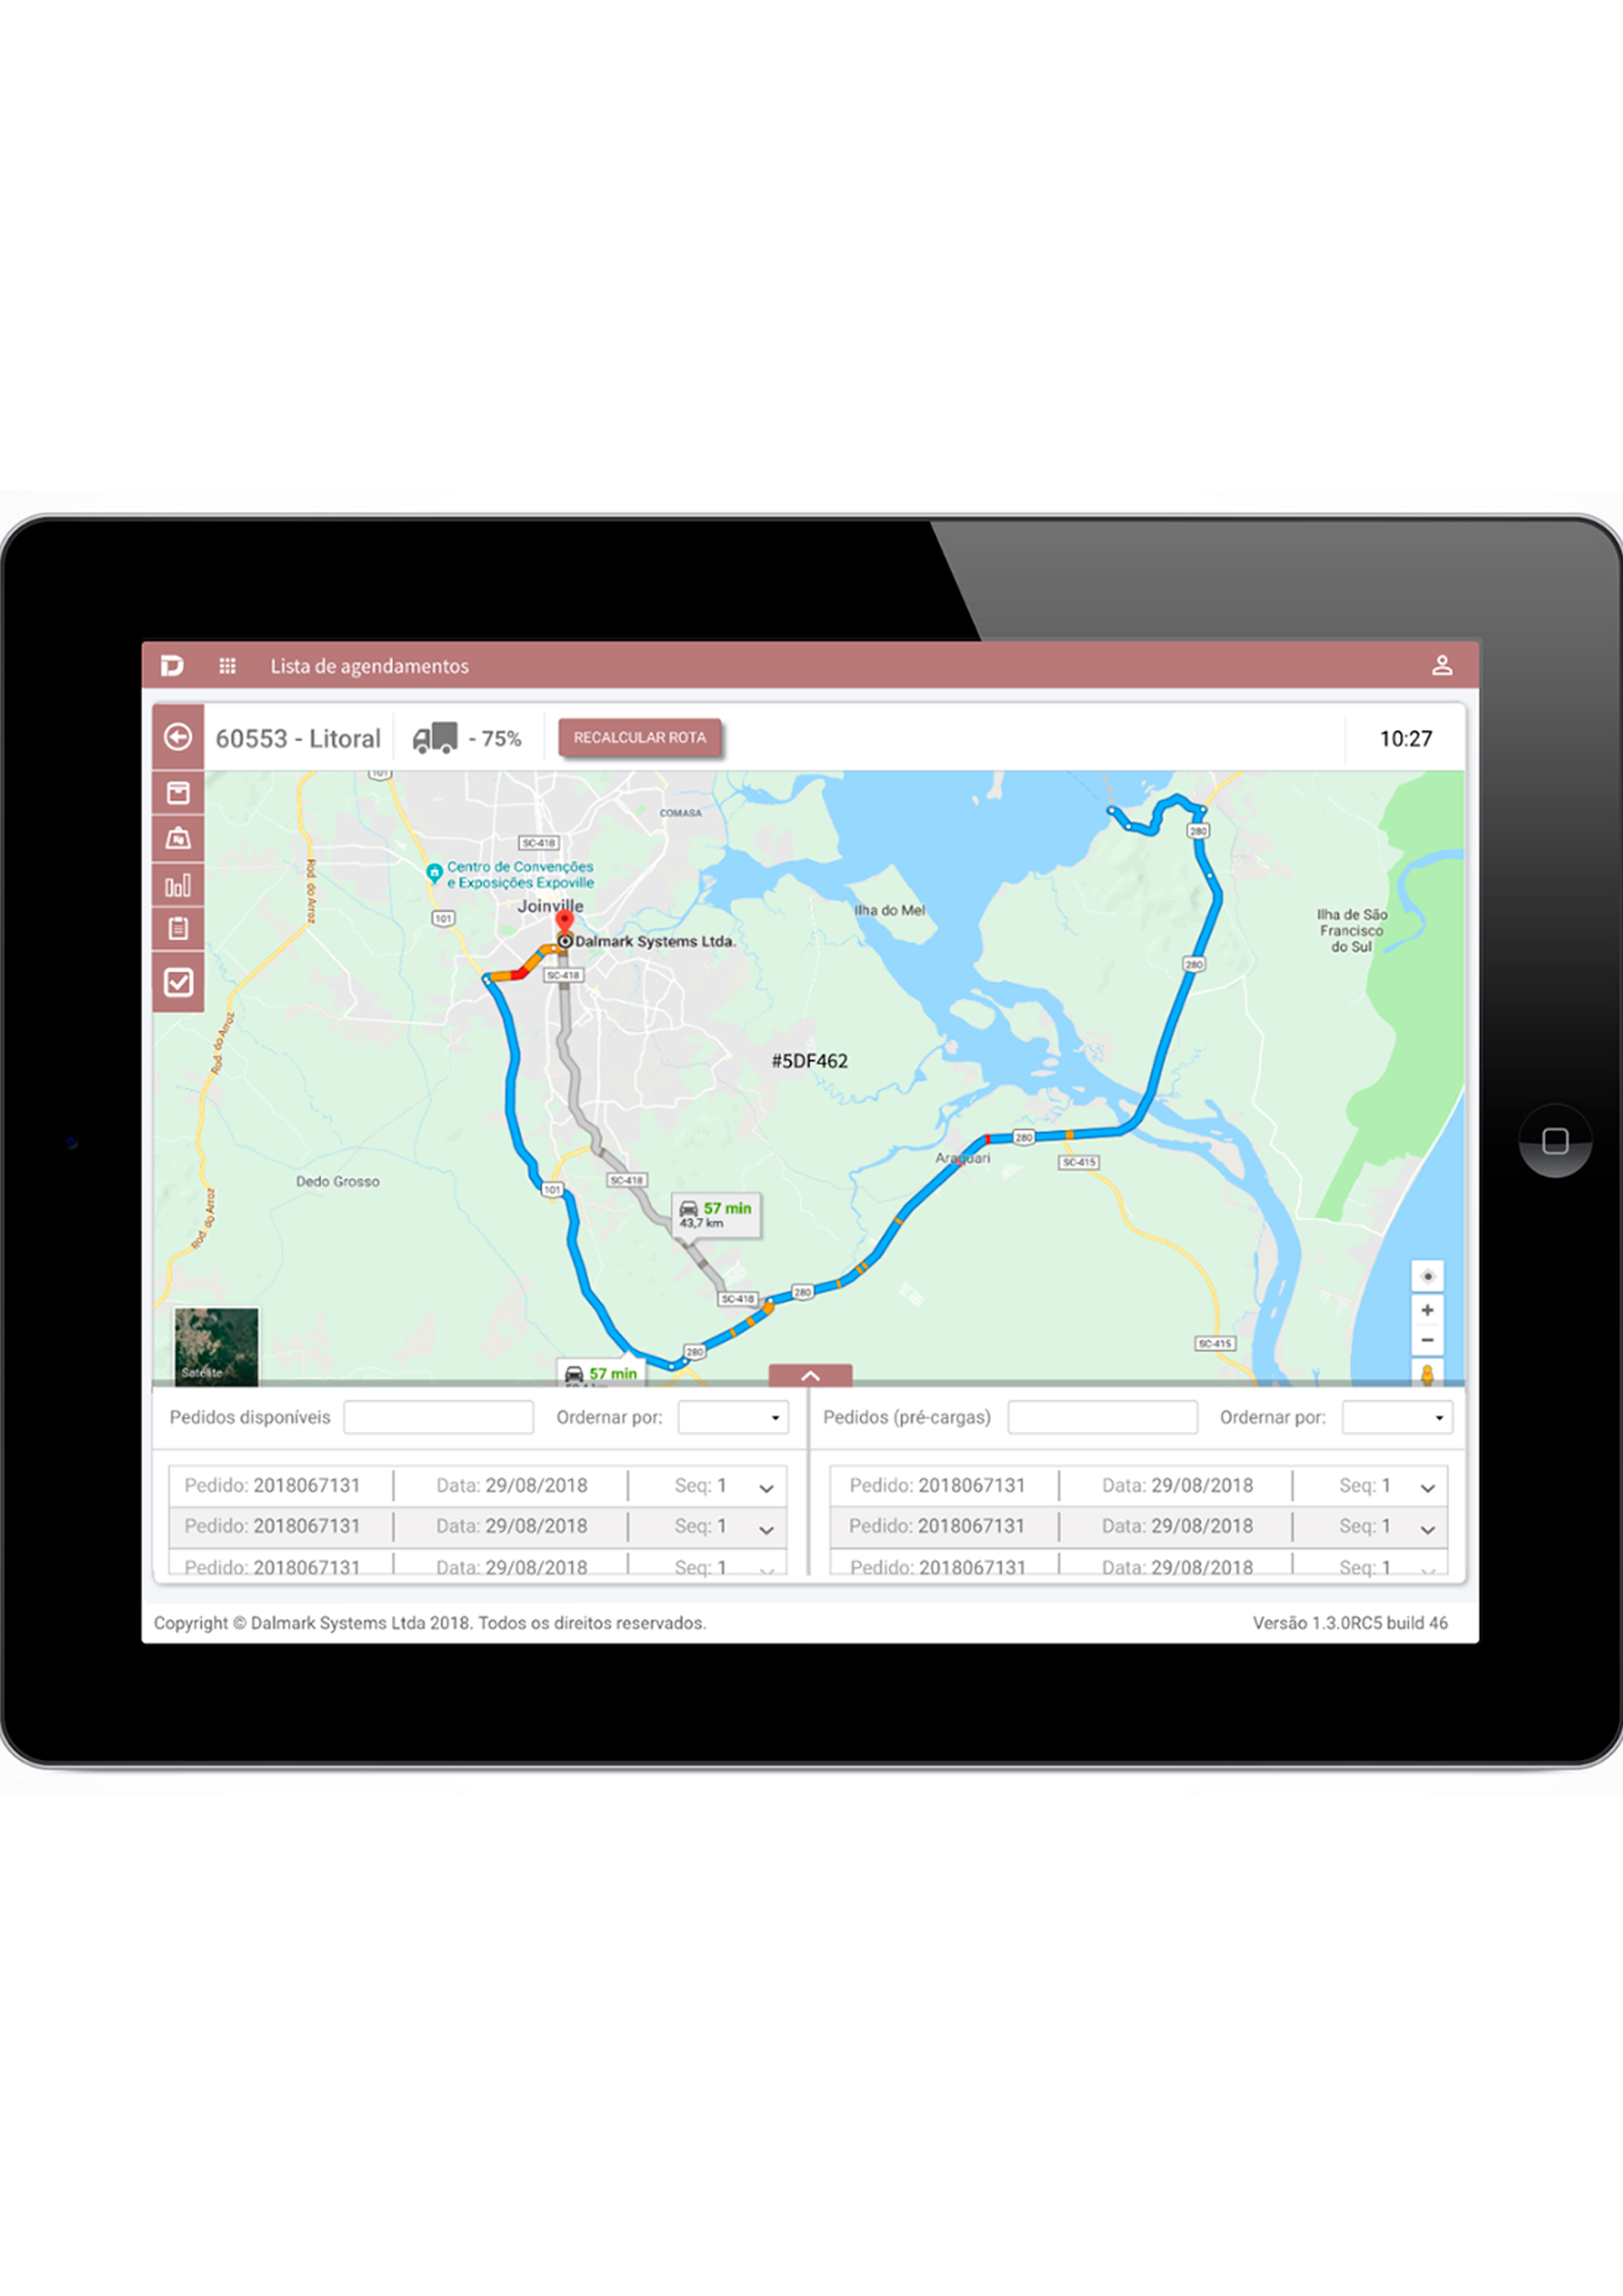 Lista de agendamentos
60553 - Litoral
- 75%
RECALCULAR ROTA
10:27
101
COMASA
SC-418
Centro de Convenções
e Exposições Expoville
Rod. do Arroz
101
Joinville
Dalmark Systems Ltda.
SC-418
Ilha do Mel
280
280
Ilha de São
Francisco
do Sul
Rod. do Arroz
#5DF462
280
Araquari
SC-415
Dedo Grosso
101
SC-418
Rod. do Arroz
57 min
43,7 km
SC-418
280
280
SC-415
57 min
Satélite
Pedidos disponíveis
Ordernar por:
Pedidos (pré-cargas)
Ordernar por:
Pedido: 2018067131 Data: 29/08/2018 Seq: 1
Pedido: 2018067131 Data: 29/08/2018 Seq: 1
Pedido: 2018067131 Data: 29/08/2018 Seq: 1
Pedido: 2018067131 Data: 29/08/2018 Seq: 1
Pedido: 2018067131 Data: 29/08/2018 Seq: 1
Pedido: 2018067131 Data: 29/08/2018 Seq: 1
Copyright © Dalmark Systems Ltda 2018. Todos os direitos reservados.
Versão 1.3.0RC5 build 46